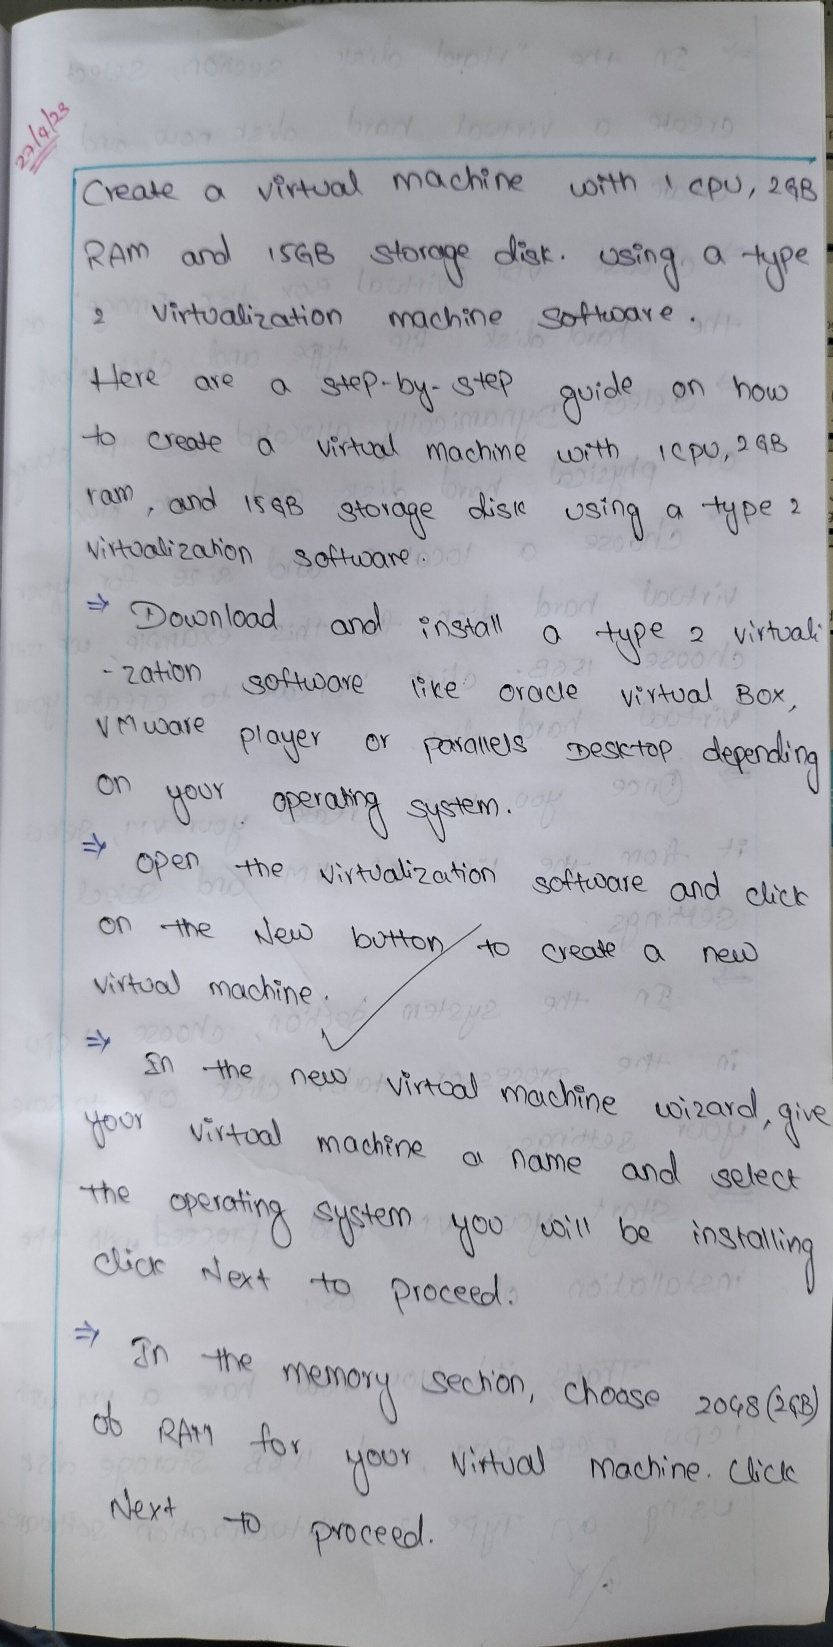 27/9/23
Create a virtual machine with 1 CPU, 2GB
RAM and 15GB storage disk. using a type
2 virtualization machine software.
Here are a step-by-step guide on how
to create a virtual machine with 1CPU, 2GB
ram, and 15GB storage disk using a type 2
virtualization software.
⇒ Download and install a type 2 virtuali
-zation software like oracle virtual Box,
VMware player or parallels Desktop depending
on your operating system.
⇒ open the virtualization software and click
on the New button to create a new
virtual machine.
⇒ In the new virtual machine wizard, give
your virtual machine a name and select
the operating system you will be installing
click Next to proceed.
⇒ In the memory section, choose 2048(2GB)
of RAM for your virtual machine. Click
Next to proceed.